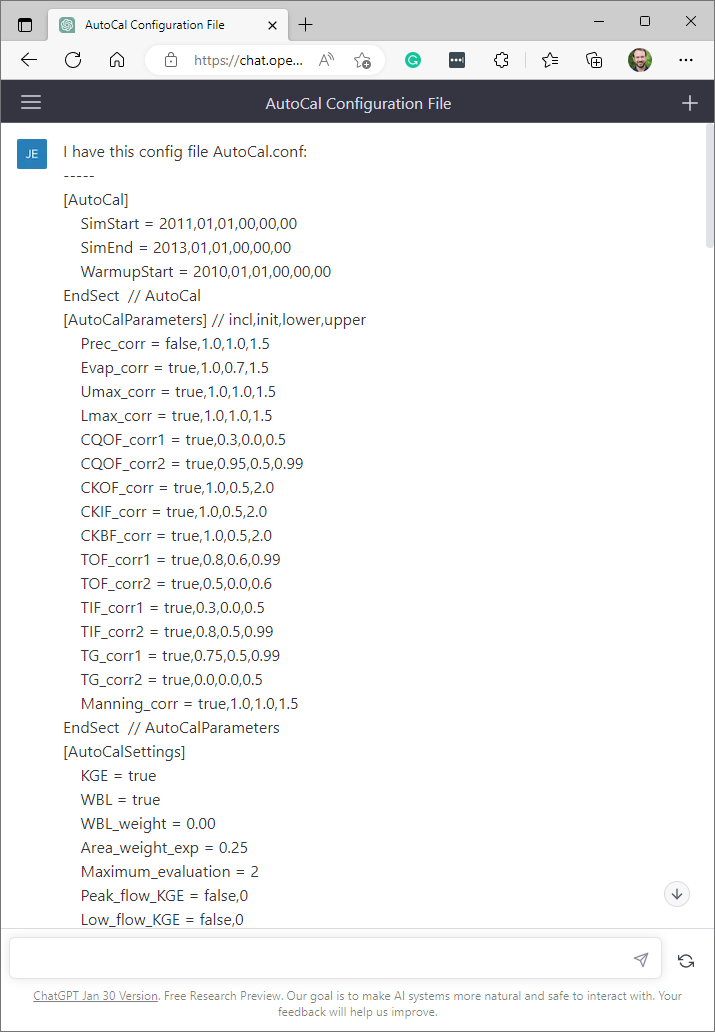 AutoCal Configuration File
https://chat.ope...
AutoCal Configuration File
JE
I have this config file AutoCal.conf:
-----
[AutoCal]
SimStart = 2011,01,01,00,00,00
SimEnd = 2013,01,01,00,00,00
WarmupStart = 2010,01,01,00,00,00
EndSect  // AutoCal
[AutoCalParameters] // incl,init,lower,upper
Prec_corr = false,1.0,1.0,1.5
Evap_corr = true,1.0,0.7,1.5
Umax_corr = true,1.0,1.0,1.5
Lmax_corr = true,1.0,1.0,1.5
CQOF_corr1 = true,0.3,0.0,0.5
CQOF_corr2 = true,0.95,0.5,0.99
CKOF_corr = true,1.0,0.5,2.0
CKIF_corr = true,1.0,0.5,2.0
CKBF_corr = true,1.0,0.5,2.0
TOF_corr1 = true,0.8,0.6,0.99
TOF_corr2 = true,0.5,0.0,0.6
TIF_corr1 = true,0.3,0.0,0.5
TIF_corr2 = true,0.8,0.5,0.99
TG_corr1 = true,0.75,0.5,0.99
TG_corr2 = true,0.0,0.0,0.5
Manning_corr = true,1.0,1.0,1.5
EndSect  // AutoCalParameters
[AutoCalSettings]
KGE = true
WBL = true
WBL_weight = 0.00
Area_weight_exp = 0.25
Maximum_evaluation = 2
Peak_flow_KGE = false,0
Low_flow_KGE = false,0
ChatGPT Jan 30 Version. Free Research Preview. Our goal is to make AI systems more natural and safe to interact with. Your
feedback will help us improve.